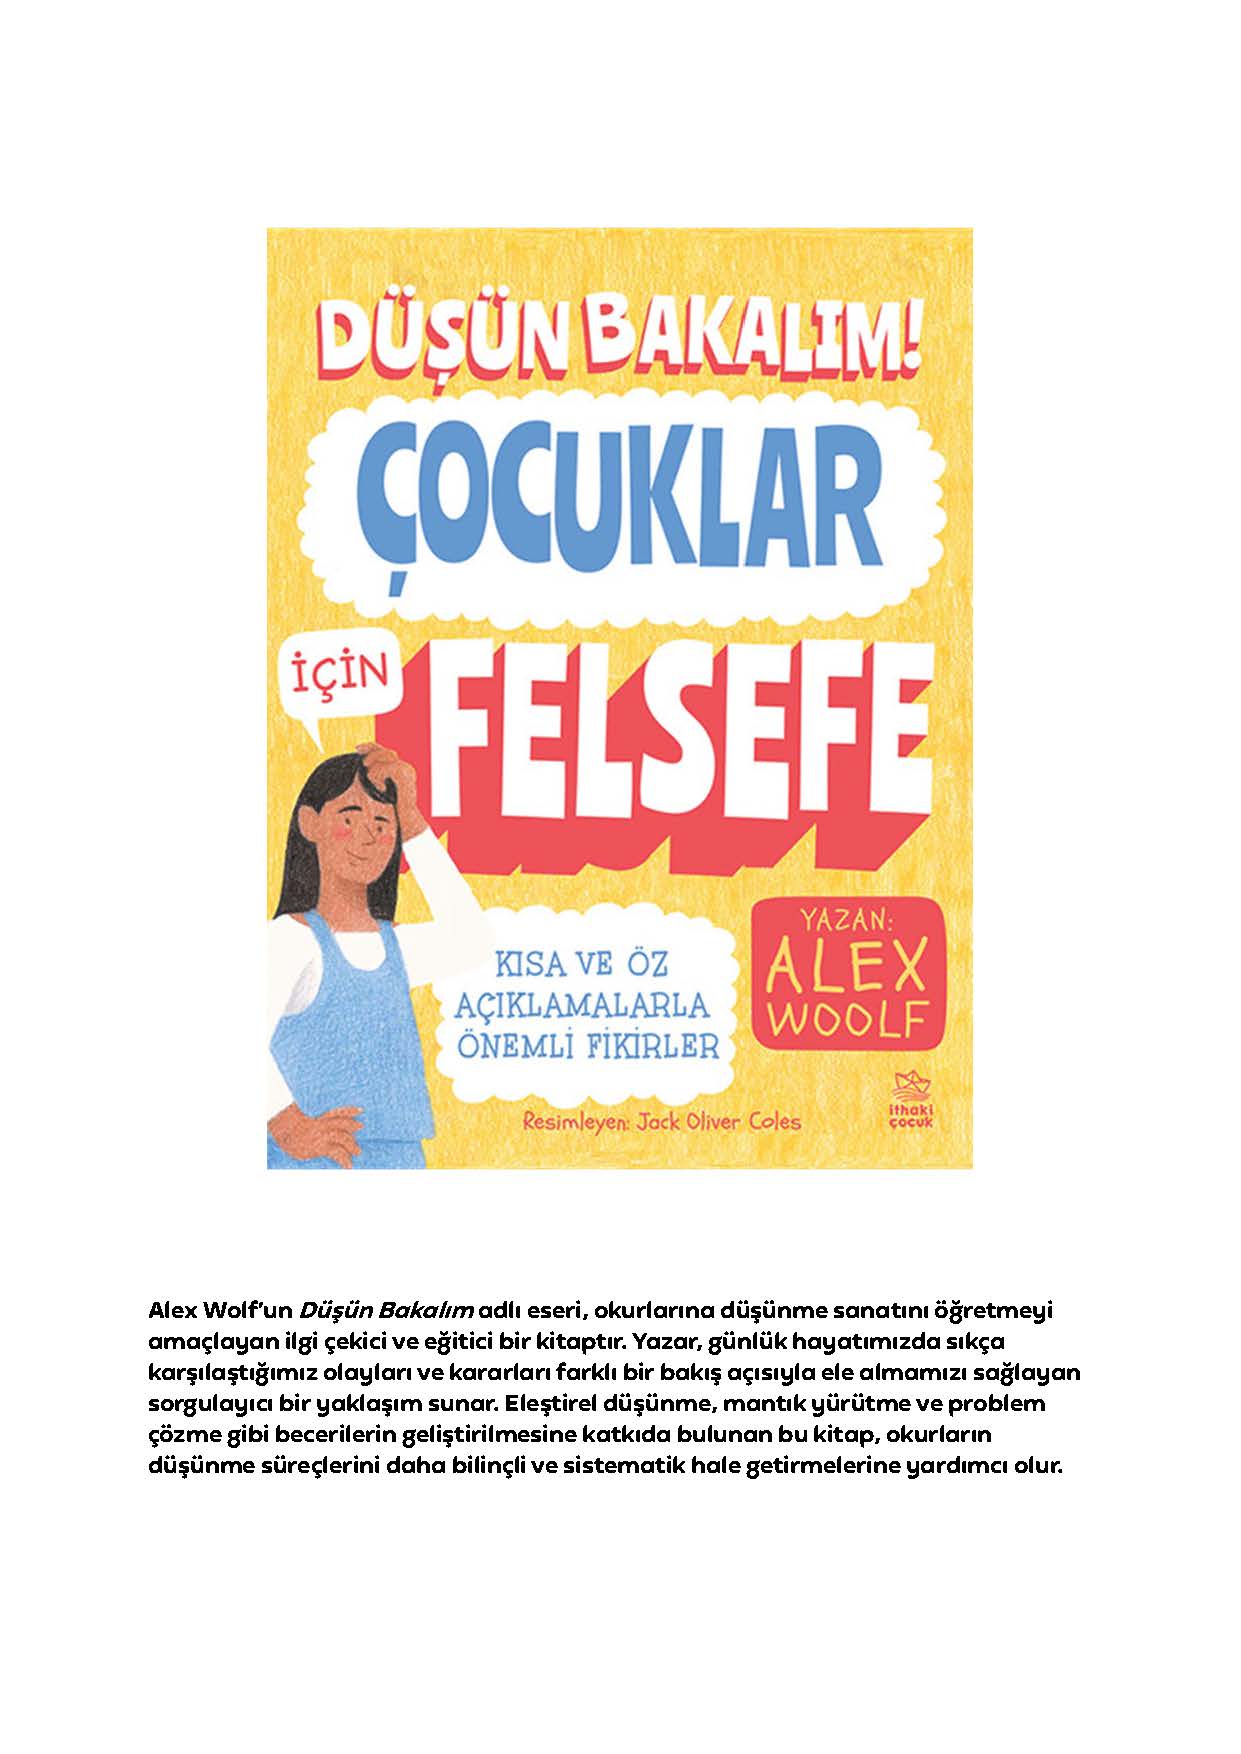 DÜŞÜN BAKALIM!
ÇOCUKLAR
İÇİN
FELSEFE
KISA VE ÖZ
AÇIKLAMALARLA
ÖNEMLİ FİKİRLER
YAZAN:
ALEX
WOOLF
Resimleyen: Jack Oliver Coles
ithaki
çocuk
Alex Wolf'un Düşün Bakalım adlı eseri, okurlarına düşünme sanatını öğretmeyi
amaçlayan ilgi çekici ve eğitici bir kitaptır. Yazar, günlük hayatımızda sıkça
karşılaştığımız olayları ve kararları farklı bir bakış açısıyla ele almamızı sağlayan
sorgulayıcı bir yaklaşım sunar. Eleştirel düşünme, mantık yürütme ve problem
çözme gibi becerilerin geliştirilmesine katkıda bulunan bu kitap, okurların
düşünme süreçlerini daha bilinçli ve sistematik hale getirmelerine yardımcı olur.